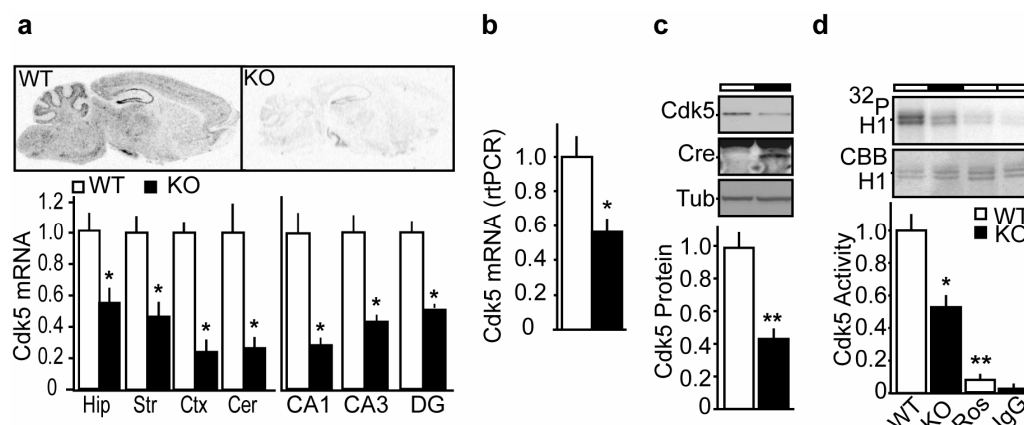 a
WT
KO
WT KO
Cdk5 mRNA
1.2
1.0
0.8
1.0
0.4
0.2
0
*
*
*
*
*
*
*
Hip Str Ctx Cer CA1 CA3 DG
b
Cdk5 mRNA (rtPCR)
1.0
0.8
0.6
0.4
0.2
0
*
c
Cdk5
Cre
Tub
Cdk5 Protein
1.0
0.8
0.6
0.4
0.2
0
**
d
32P
H1
CBB
H1
WT
KO
Cdk5 Activity
1.0
0.8
0.6
0.4
0.2
0
*
**
WT KO Ros IgG